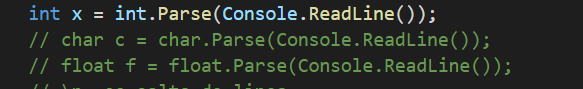 int x = int.Parse(Console.ReadLine());
// char c = char.Parse(Console.ReadLine());
// float f = float.Parse(Console.ReadLine());